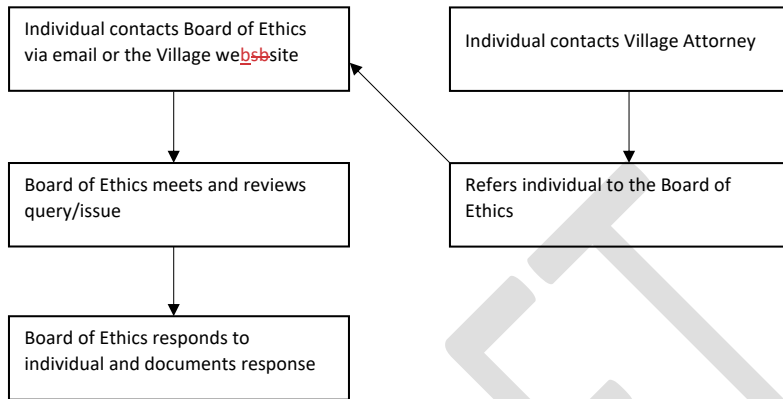 Individual contacts Board of Ethics
via email or the Village websbsite
Board of Ethics meets and reviews
query/issue
Board of Ethics responds to
individual and documents response
Individual contacts Village Attorney
Refers individual to the Board of
Ethics